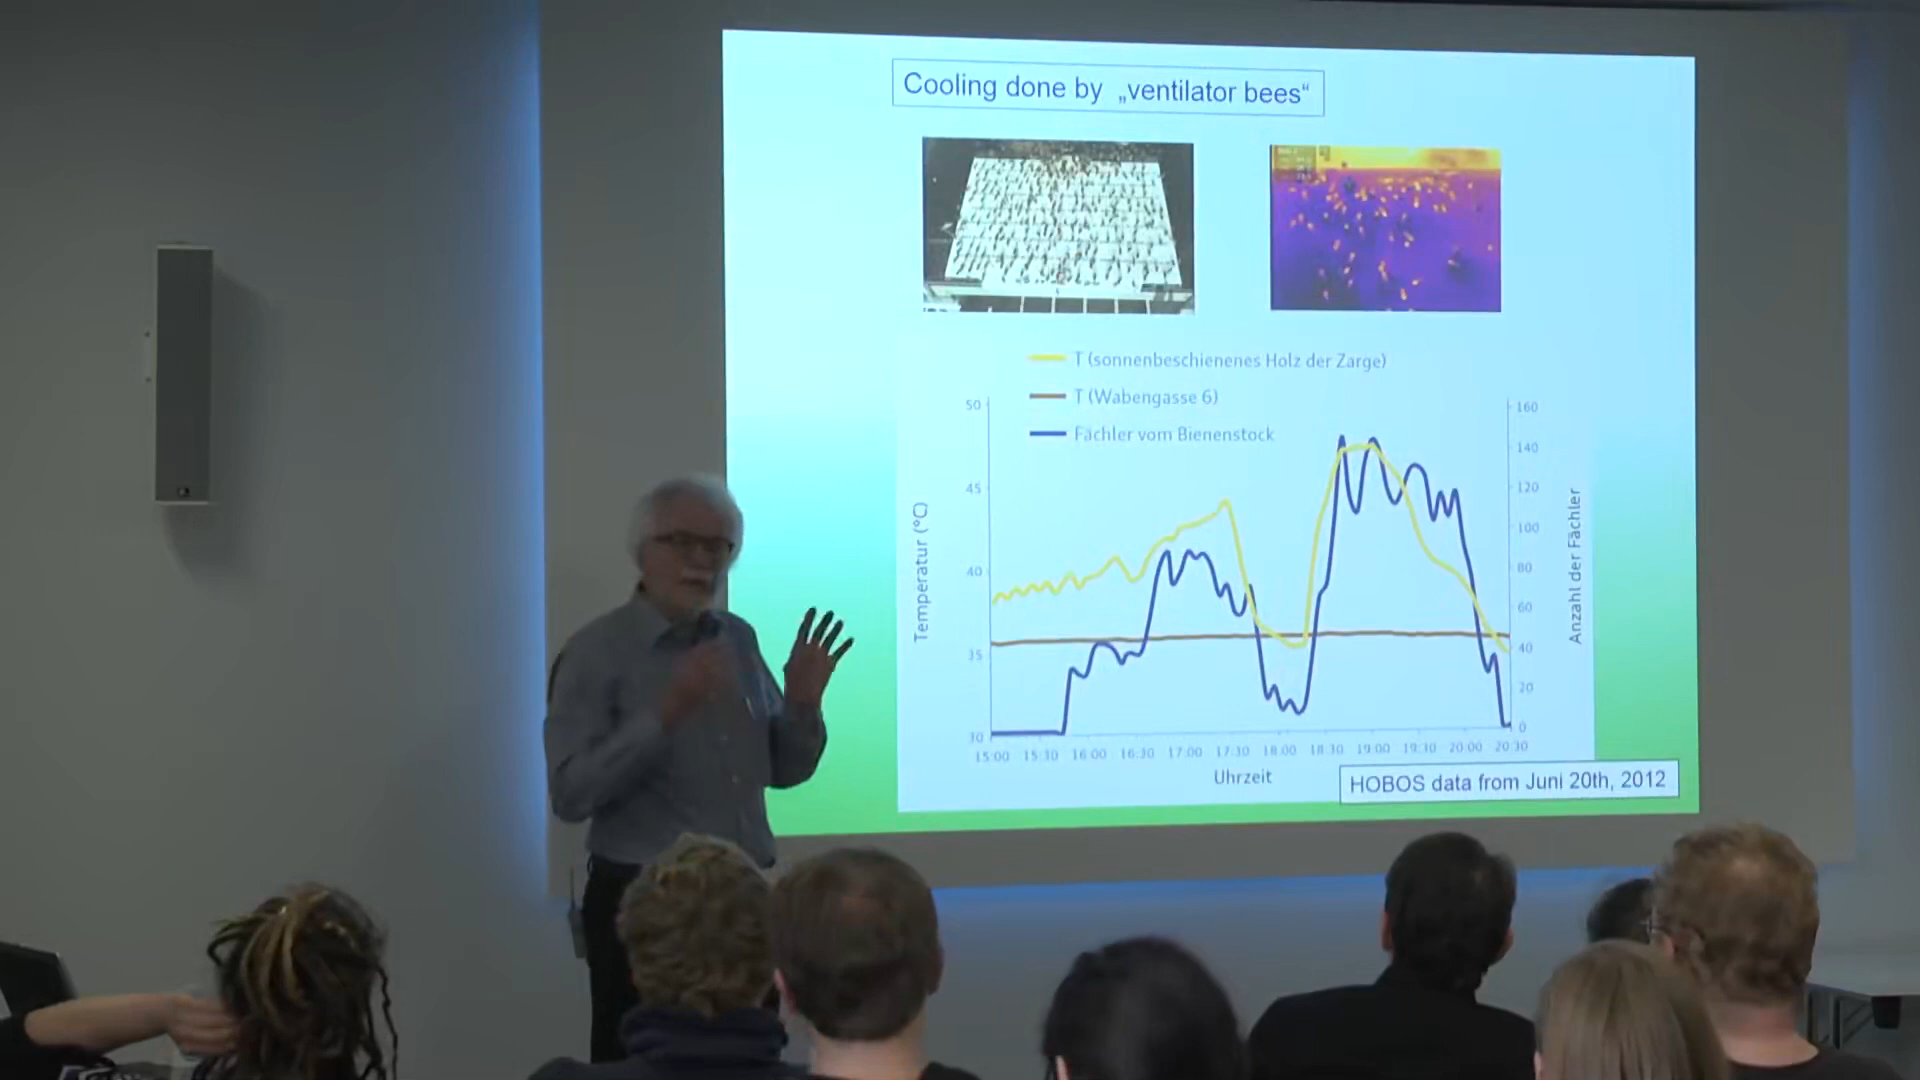 Cooling done by „ventilator bees“
T (sonnenbeschienenes Holz der Zarge)
T (Wabengasse 6)
Fächler vom Bienenstock
Temperatur (°C)
50
45
40
35
30
160
140
120
100
80
60
40
20
0
Anzahl der Fächler
15:00 15:30 16:00 16:30 17:00 17:30 18:00 18:30 19:00 19:30 20:00 20:30
Uhrzeit
HOBOS data from Juni 20th, 2012